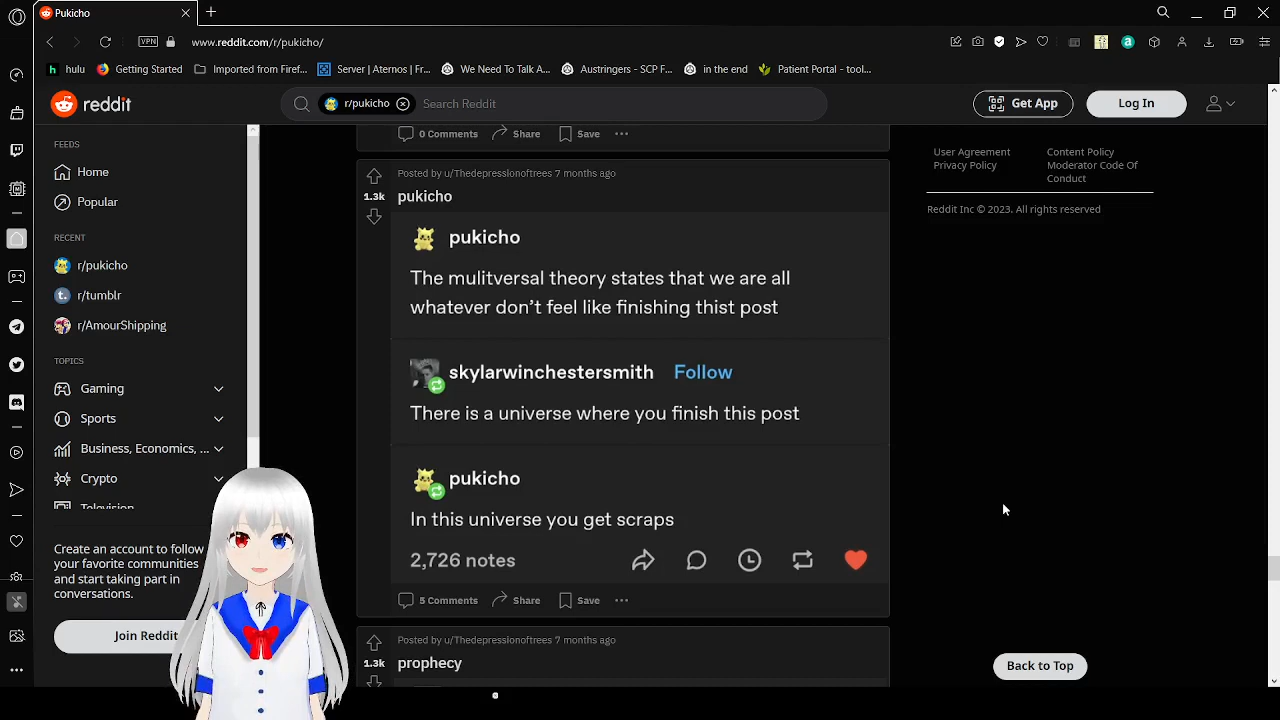 Pukicho
VPN
www.reddit.com/r/pukicho/
hulu
Getting Started
Imported from Firef...
Server | Aternos | Fr...
We Need To Talk A...
Austringers - SCP F...
in the end
Patient Portal - tool...
reddit
r/pukicho
Search Reddit
Get App
Log In
FEEDS
Home
Popular
RECENT
r/pukicho
r/tumblr
r/AmourShipping
TOPICS
Gaming
Sports
Business, Economics, ...
Crypto
Television
Create an account to follow
your favorite communities
and start taking part in
conversations.
Join Reddit
0 Comments
Share
Save
Posted by u/Thedepressionoftrees 7 months ago
1.3k
pukicho
pukicho
The mulitversal theory states that we are all
whatever don't feel like finishing thist post
skylarwinchestersmith Follow
There is a universe where you finish this post
pukicho
In this universe you get scraps
2,726 notes
5 Comments
Share
Save
Posted by u/Thedepressionoftrees 7 months ago
1.3k
prophecy
User Agreement
Privacy Policy
Content Policy
Moderator Code Of
Conduct
Reddit Inc © 2023. All rights reserved
Back to Top